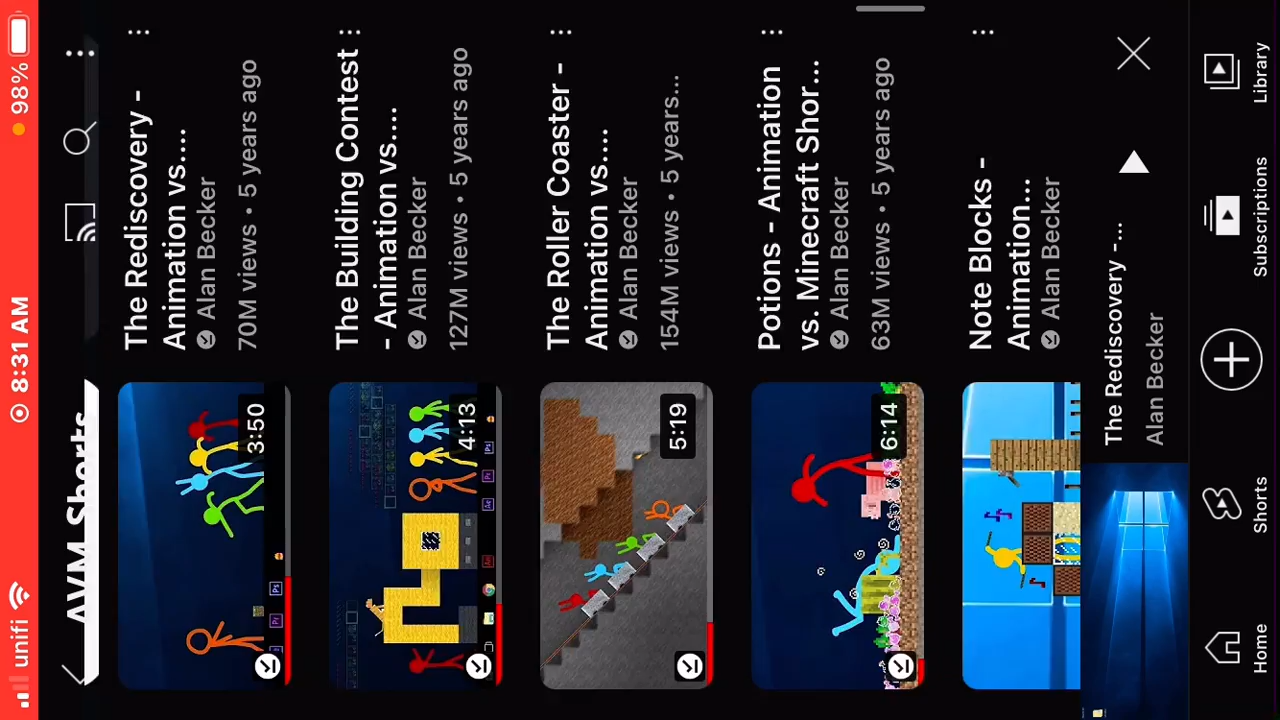 unifi
8:31 AM
98%
AVM Shorts
The Rediscovery -
Animation vs....
Alan Becker
70M views • 5 years ago
3:50
The Building Contest
- Animation vs....
Alan Becker
127M views • 5 years ago
4:13
The Roller Coaster -
Animation vs....
Alan Becker
154M views • 5 years...
5:19
Potions - Animation
vs. Minecraft Shor...
Alan Becker
63M views • 5 years ago
6:14
Note Blocks -
Animation...
Alan Becker
The Rediscovery -...
Alan Becker
Home
Shorts
Subscriptions
Library